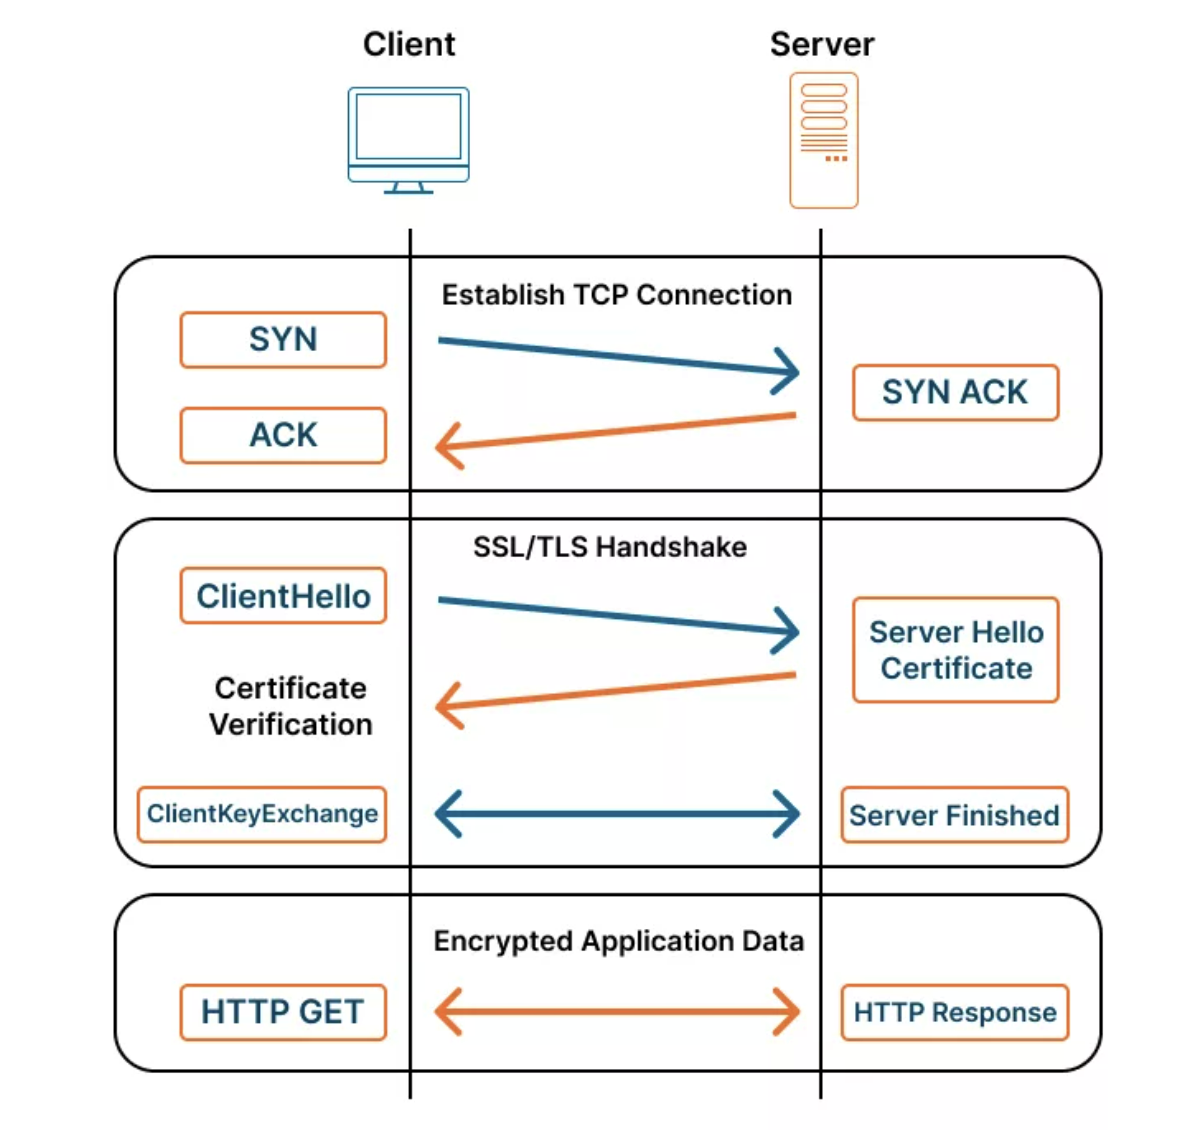 Client
Server
Establish TCP Connection
SYN
SYN ACK
ACK
SSL/TLS Handshake
ClientHello
Server Hello
Certificate
Certificate
Verification
ClientKeyExchange
Server Finished
Encrypted Application Data
HTTP GET
HTTP Response